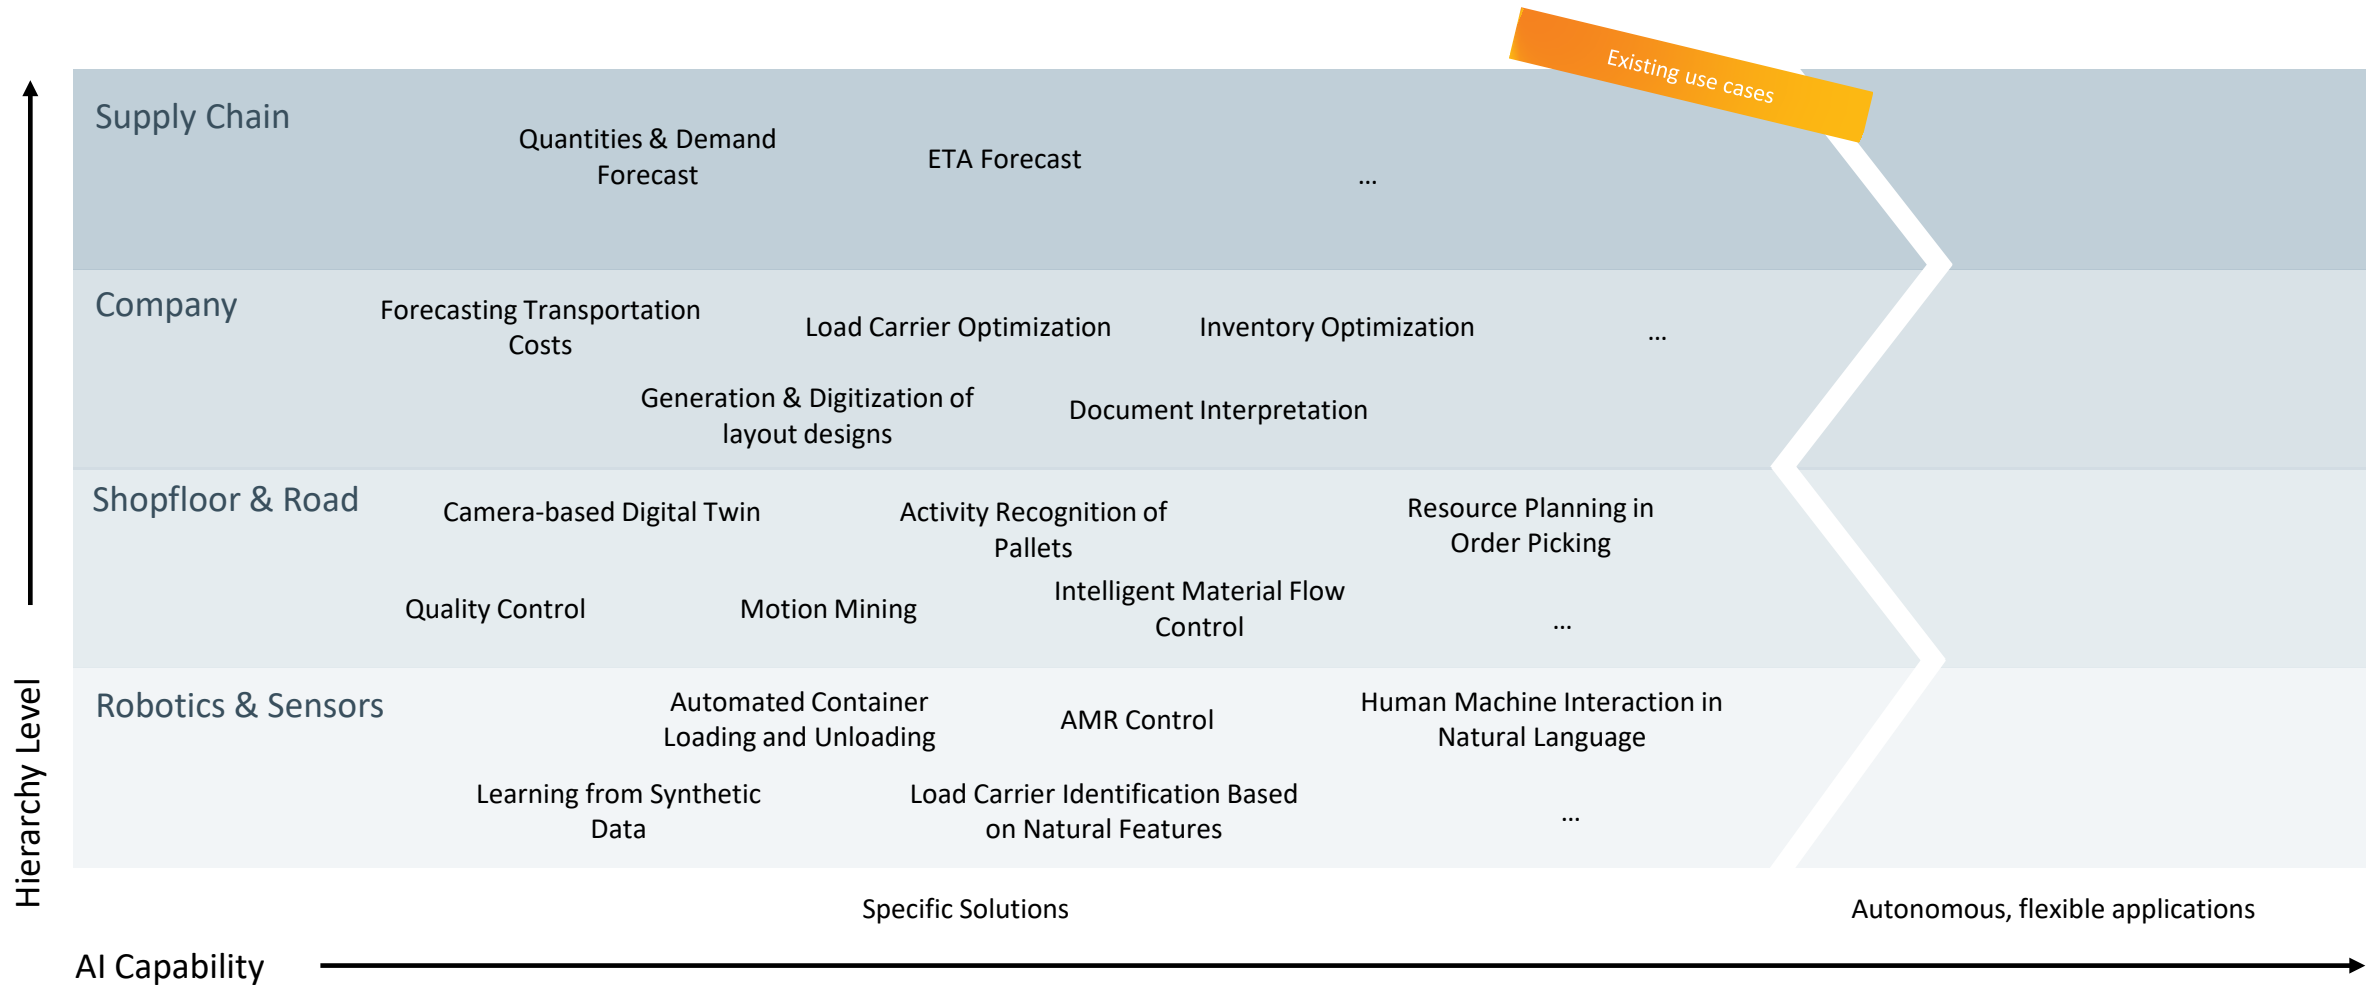 Existing use cases
Supply Chain
Quantities & Demand
Forecast
ETA Forecast
...
Company
Forecasting Transportation
Costs
Load Carrier Optimization
Inventory Optimization
...
Generation & Digitization of
layout designs
Document Interpretation
Shopfloor & Road
Camera-based Digital Twin
Activity Recognition of
Pallets
Resource Planning in
Order Picking
Quality Control
Motion Mining
Intelligent Material Flow
Control
...
Robotics & Sensors
Automated Container
Loading and Unloading
AMR Control
Human Machine Interaction in
Natural Language
Learning from Synthetic
Data
Load Carrier Identification Based
on Natural Features
...
Hierarchy Level
Specific Solutions
Autonomous, flexible applications
AI Capability